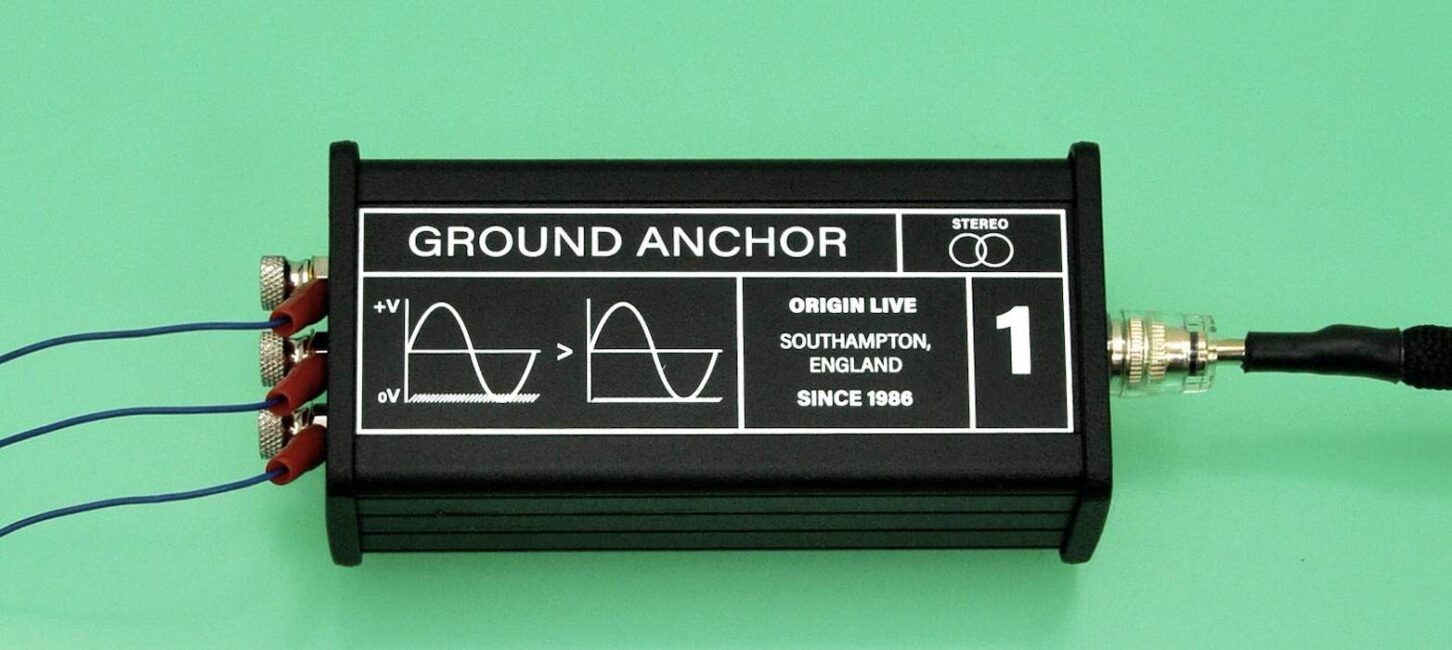 GROUND ANCHOR
STEREO
+V
>
0V
ORIGIN LIVE
SOUTHAMPTON,
ENGLAND
SINCE 1986
1